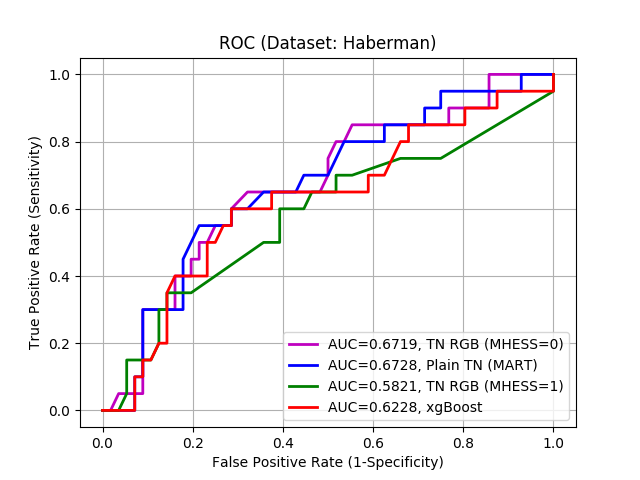 ROC (Dataset: Haberman)
True Positive Rate (Sensitivity)
1.0
0.8
0.6
0.4
0.2
0.0
AUC=0.6719, TN RGB (MHESS=0)
AUC=0.6728, Plain TN (MART)
AUC=0.5821, TN RGB (MHESS=1)
AUC=0.6228, xgBoost
0.0 0.2 0.4 0.6 0.8 1.0
False Positive Rate (1-Specificity)